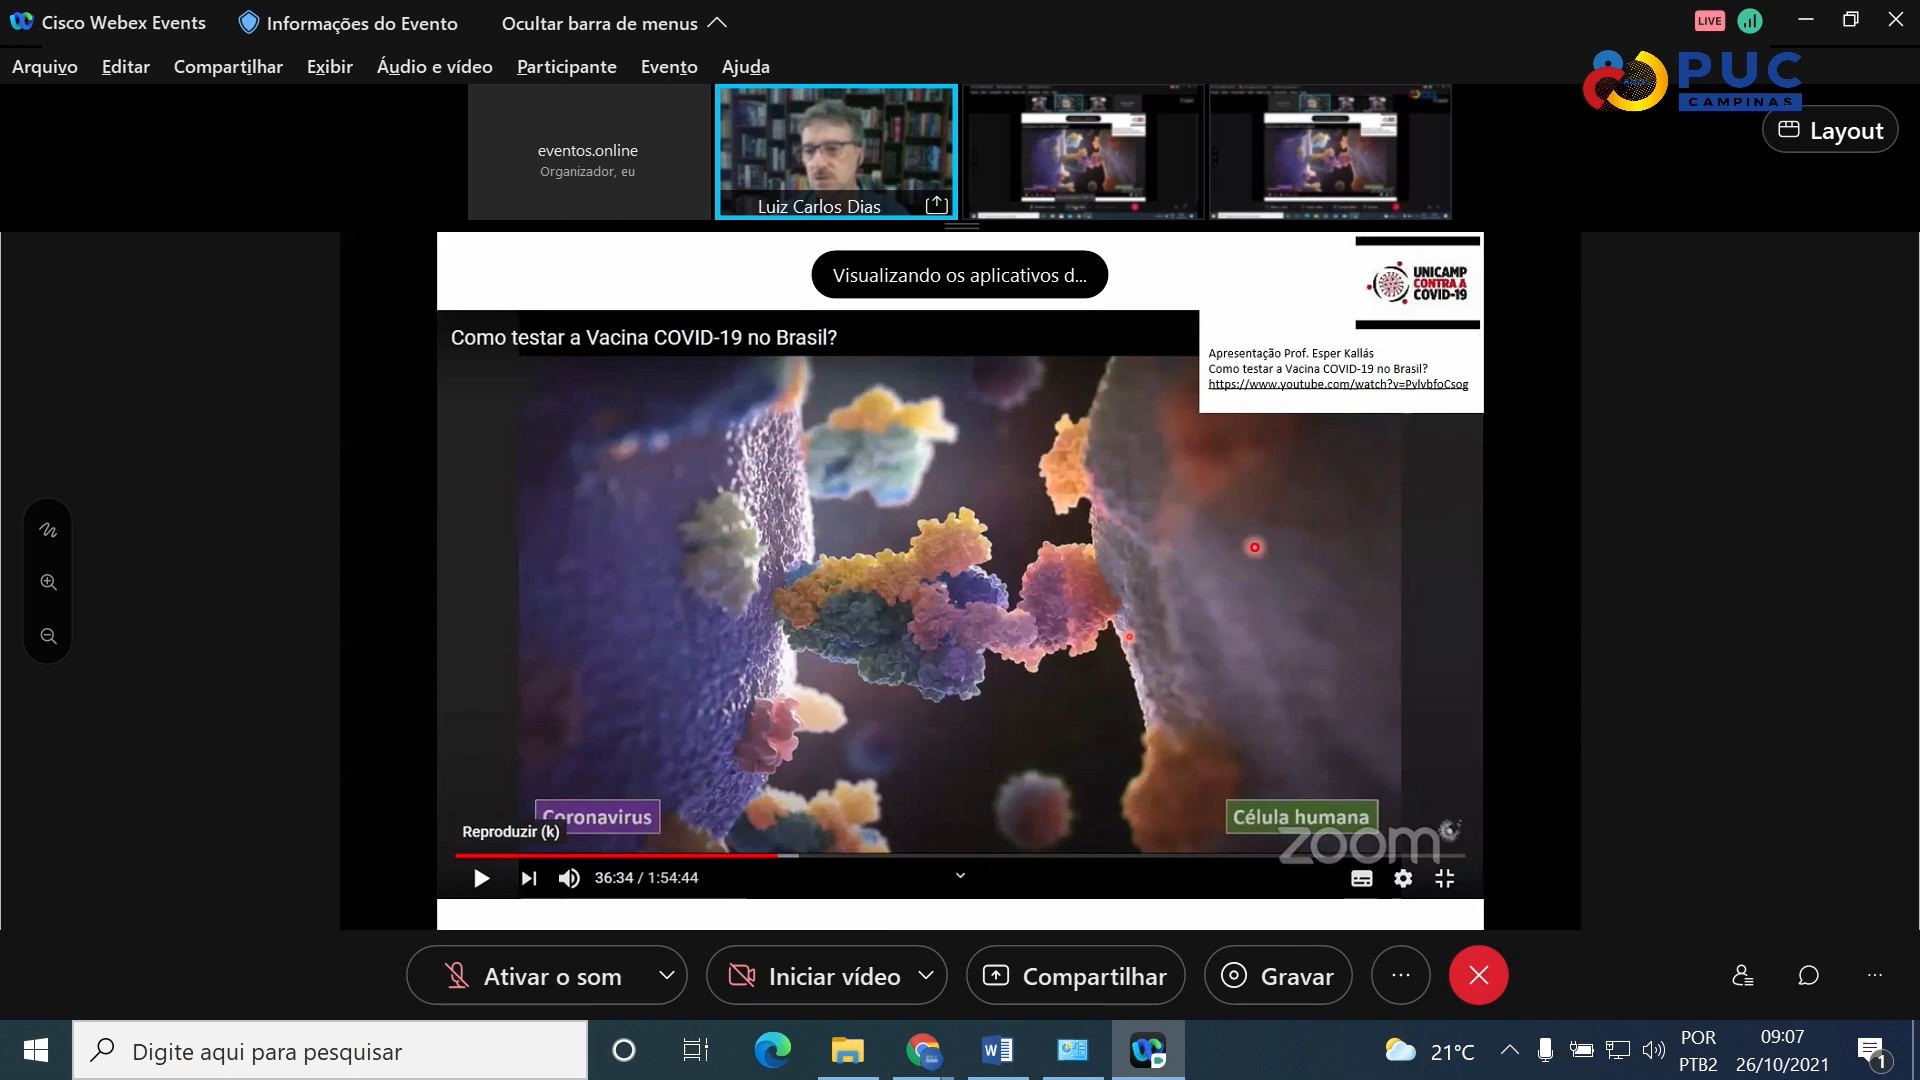 Cisco Webex Events
Informações do Evento
Ocultar barra de menus
LIVE
Arquivo Editar Compartilhar Exibir Áudio e vídeo Participante Evento Ajuda
PUC
CAMPINAS
Layout
eventos.online
Organizador, eu
Luiz Carlos Dias
Visualizando os aplicativos d...
UNICAMP
CONTRA A
COVID-19
Como testar a Vacina COVID-19 no Brasil?
Apresentação Prof. Esper Kallás
Como testar a Vacina COVID-19 no Brasil?
https://www.youtube.com/watch?v=PylvbfoCsog
Coronavirus
Célula humana
Reproduzir (k)
zoom
36:34 / 1:54:44
Ativar o som
Iniciar vídeo
Compartilhar
Gravar
Digite aqui para pesquisar
21°C
POR
PTB2
09:07
26/10/2021
1